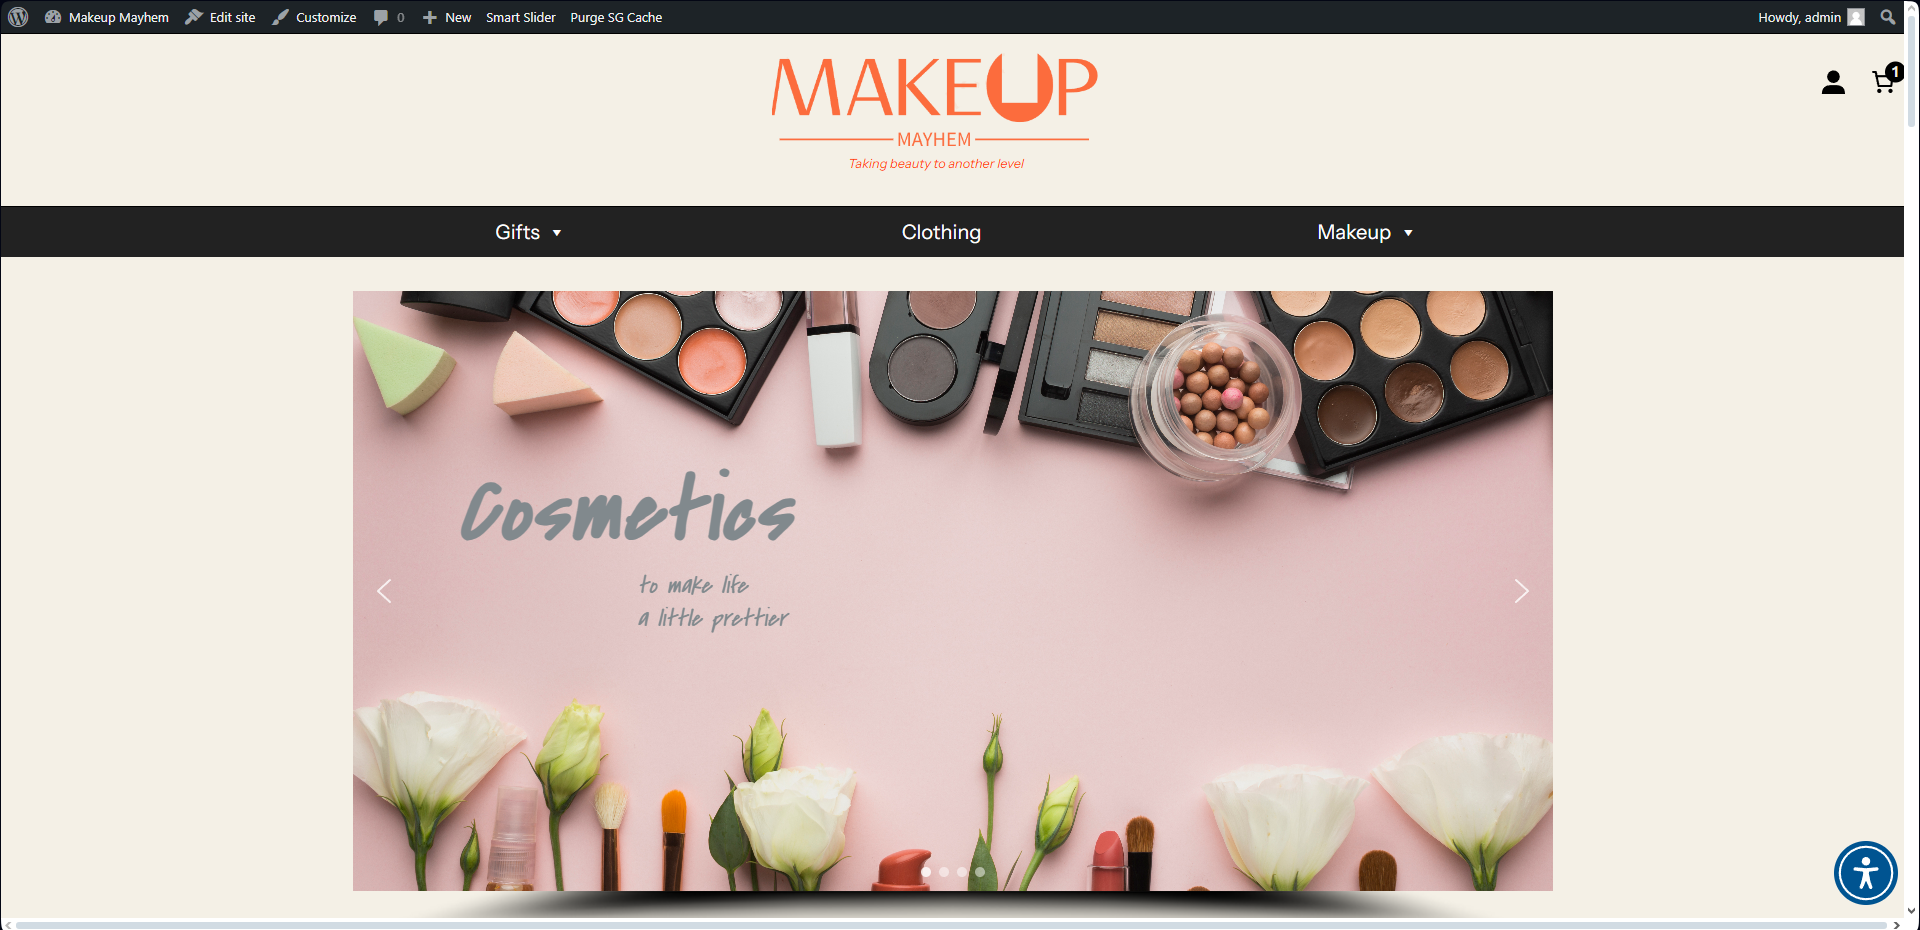 Makeup Mayhem Edit site Customize 0 New Smart Slider Purge SG Cache Howdy, admin
1
MAKEUP
MAYHEM
Taking beauty to another level
Gifts Clothing Makeup
Cosmetics
to make life
a little prettier